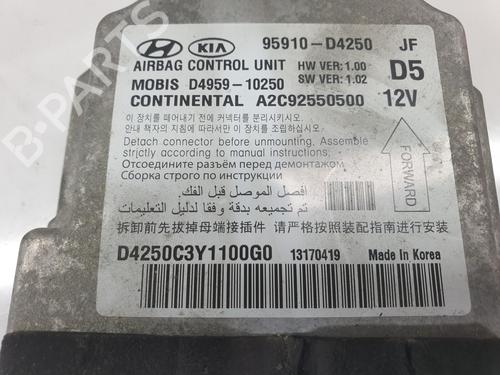 HYUNDAI KIA 95910-D4250 JF
AIRBAG CONTROL UNIT HW VER: 1.00 D5
MOBIS D4959-10250 SW VER: 1.02
CONTINENTAL A2C92550500 12V
이 장치를 떼어내기 전에 커넥터를 분리하시오.
안내 책자의 지침에 따라서 이 장치를 조립하십시오.
Detach connector before unmounting. Assemble
strictly according to manual instructions.
Отсоедините разъём перед демонтажом
Сборка строго по инструкции
افصل الموصل قبل الفك.
تم تجميعه بدقة وفقا لدليل التعليمات
拆卸前先拔掉母端接插件 请严格按照装配指南进行安装
FORWARD
D4250C3Y1100G0 13170419 Made in Korea
B-PARTS